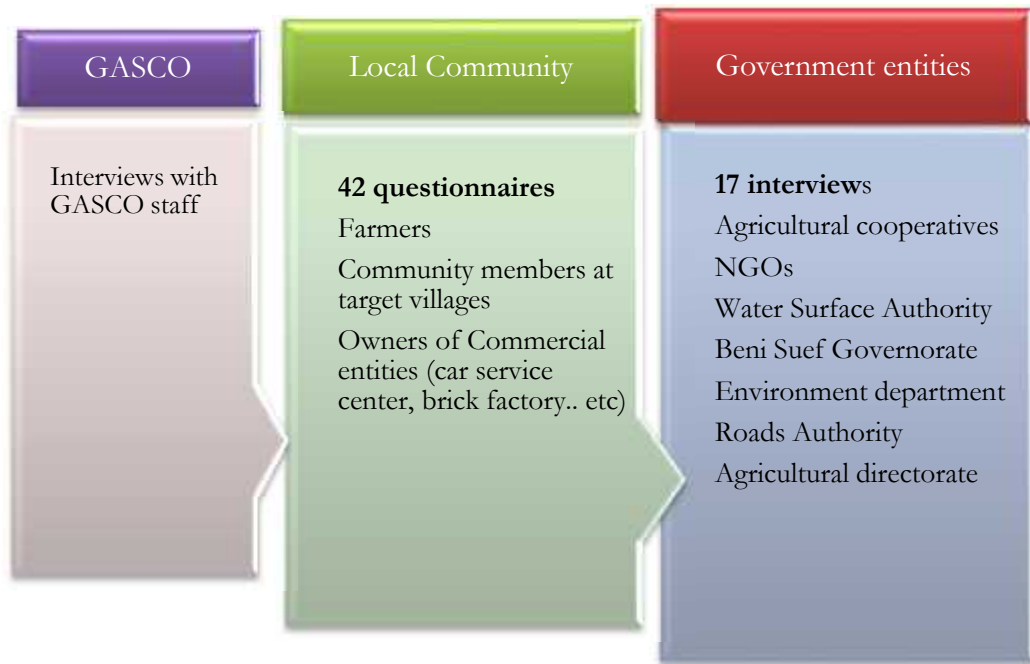 GASCO
Interviews with
GASCO staff
Local Community
42 questionnaires
Farmers
Community members at
target villages
Owners of Commercial
entities (car service
center, brick factory.. etc)
Government entities
17 interviews
Agricultural cooperatives
NGOs
Water Surface Authority
Beni Suef Governorate
Environment department
Roads Authority
Agricultural directorate